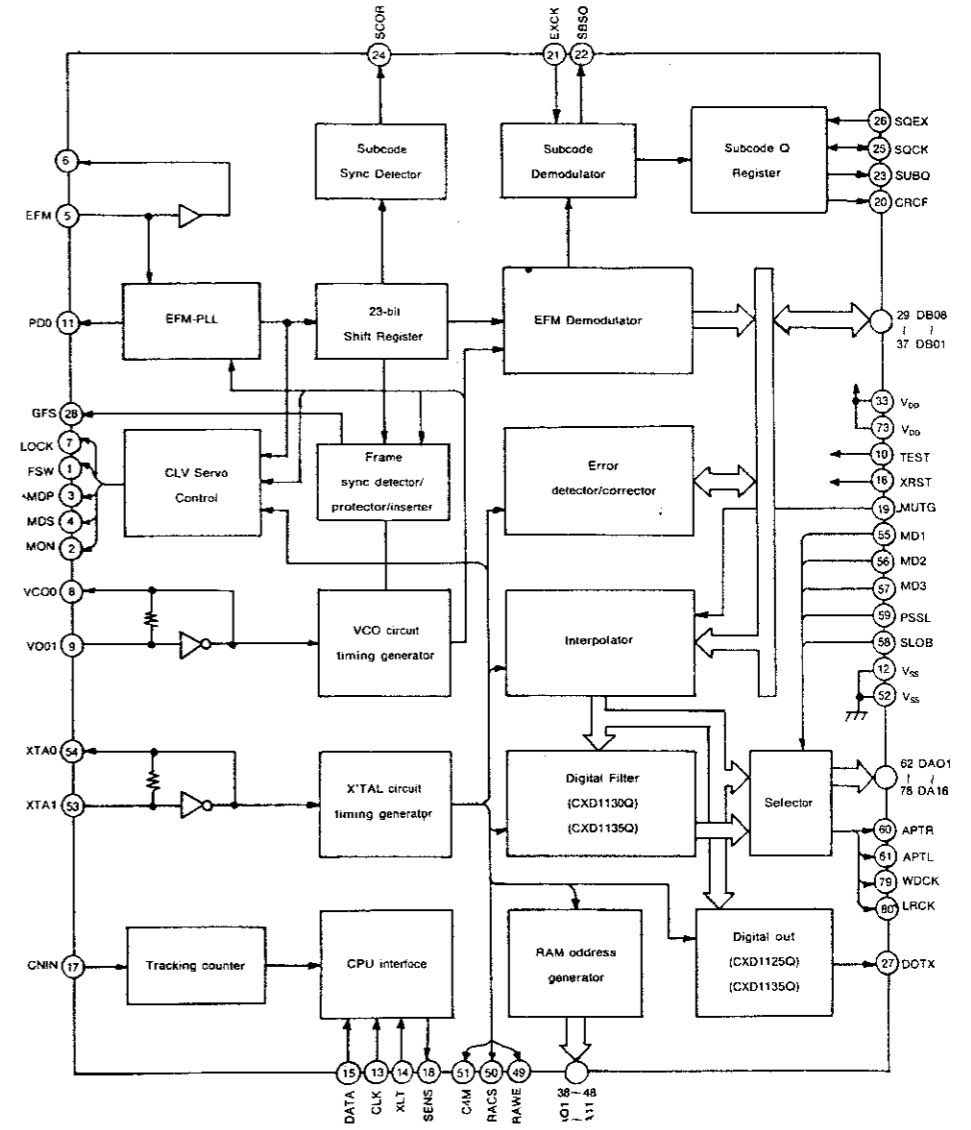 SCOR
EXCK
SBSO
24
21
22
Subcode
Sync Detector
Subcode
Demodulator
Subcode Q
Register
26 SQEX
25 SQCK
23 SUBQ
20 CRCF
6
EFM 5
PD0 11
EFM-PLL
23-bit
Shift Register
EFM Demodulator
29 DB08
37 DB01
33 VDD
73 VDD
10 TEST
16 XRST
19 MUTG
55 MD1
56 MD2
57 MD3
59 PSSL
58 SLOB
12 VSS
52 VSS
GFS 28
LOCK 7
FSW 1
MDP 3
MDS 4
MON 2
CLV Servo
Control
Frame
sync detector/
protector/inserter
Error
detector/corrector
VCO0 8
VO01 9
VCO circuit
timing generator
Interpolator
XTA0 54
XTA1 53
X'TAL circuit
timing generator
Digital Filter
(CXD1130Q)
(CXD1135Q)
Selector
62 DAO1
78 DA16
60 APTR
61 APTL
79 WDCK
80 LRCK
CNIN 17
Tracking counter
CPU interface
RAM address
generator
Digital out
(CXD1125Q)
(CXD1135Q)
27 DOTX
15
13
14
18
51
50
49
DATA
CLK
XLT
SENS
C4M
RACS
RAWE
38~48